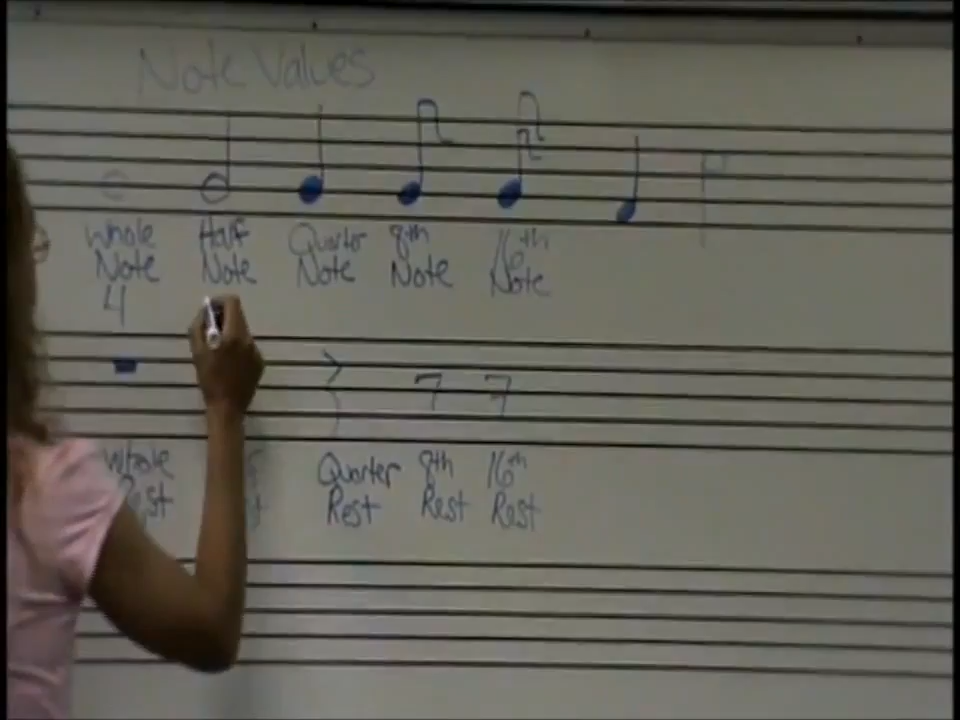 Note Values
Whole Half Quarter 8th 16th
Note Note Note Note Note
4
Whole Quarter 8th 16th
Rest Rest Rest Rest